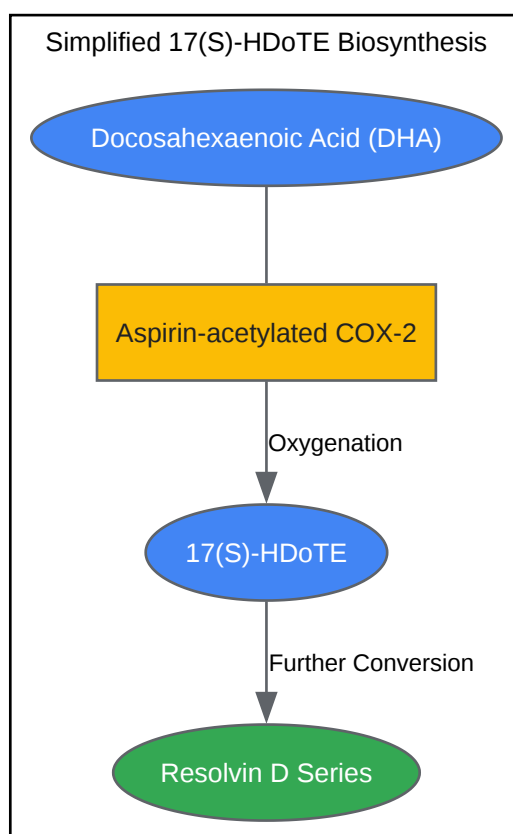 Simplified 17(S)-HDoTE Biosynthesis
Docosahexaenoic Acid (DHA)
Aspirin-acetylated COX-2
Oxygenation
17(S)-HDoTE
Further Conversion
Resolvin D Series